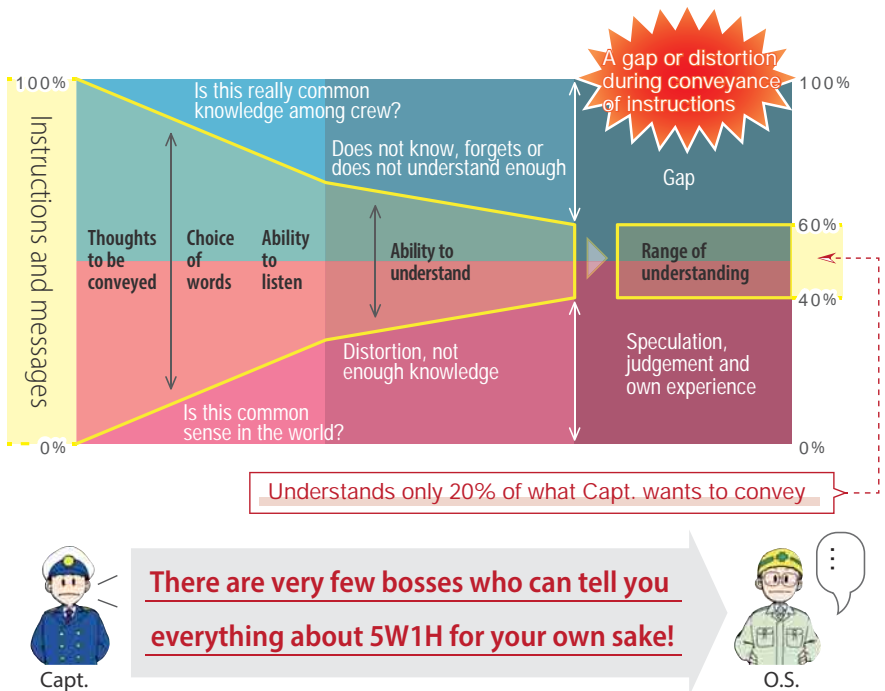 A gap or distortion
during conveyance
of instructions
100%
100%
Instructions and messages
Is this really common
knowledge among crew?
Does not know, forgets or
does not understand enough
Gap
60%
Thoughts
to be
conveyed
Choice
of
words
Ability
to
listen
Ability to
understand
Range of
understanding
40%
Distortion, not
enough knowledge
Speculation,
judgement and
own experience
Is this common
sense in the world?
0%
0%
Understands only 20% of what Capt. wants to convey
There are very few bosses who can tell you
everything about 5W1H for your own sake!
...
Capt.
O.S.